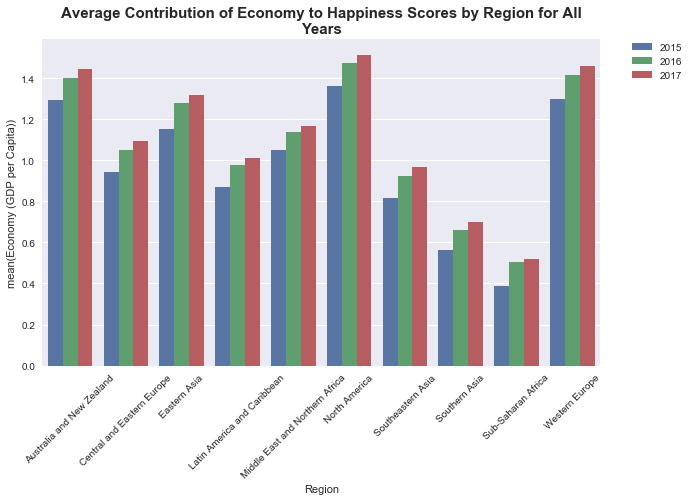 Average Contribution of Economy to Happiness Scores by Region for All
Years
2015
2016
2017
mean(Economy (GDP per Capita))
1.4
1.2
1.0
0.8
0.6
0.4
0.2
0.0
Australia and New Zealand
Central and Eastern Europe
Eastern Asia
Latin America and Caribbean
Middle East and Northern Africa
North America
Southeastern Asia
Southern Asia
Sub-Saharan Africa
Western Europe
Region